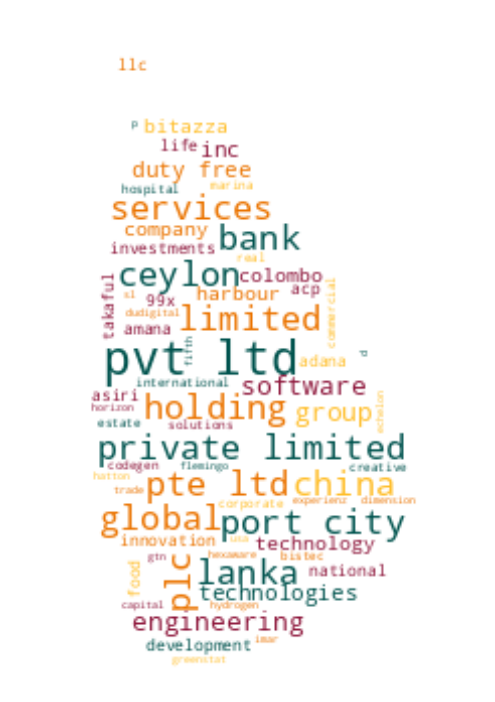 llc
p bitazza
life inc
duty free
hospital marina
services
company bank
investments
real
ceylon colombo
takaful sl 99x harbour acp commercial
dudigital limited
amana
pvt ltd fifth adana d
international software
asiri
horizon holding group echelon
estate solutions
private limited
codegen flemingo creative
hatton pte ltd china
trade
corporate experienz dimension
global port city
innovation technology
gtn hexaware bistec
food plc lanka national
technologies
capital hydrogen
engineering
development imar
greenstat